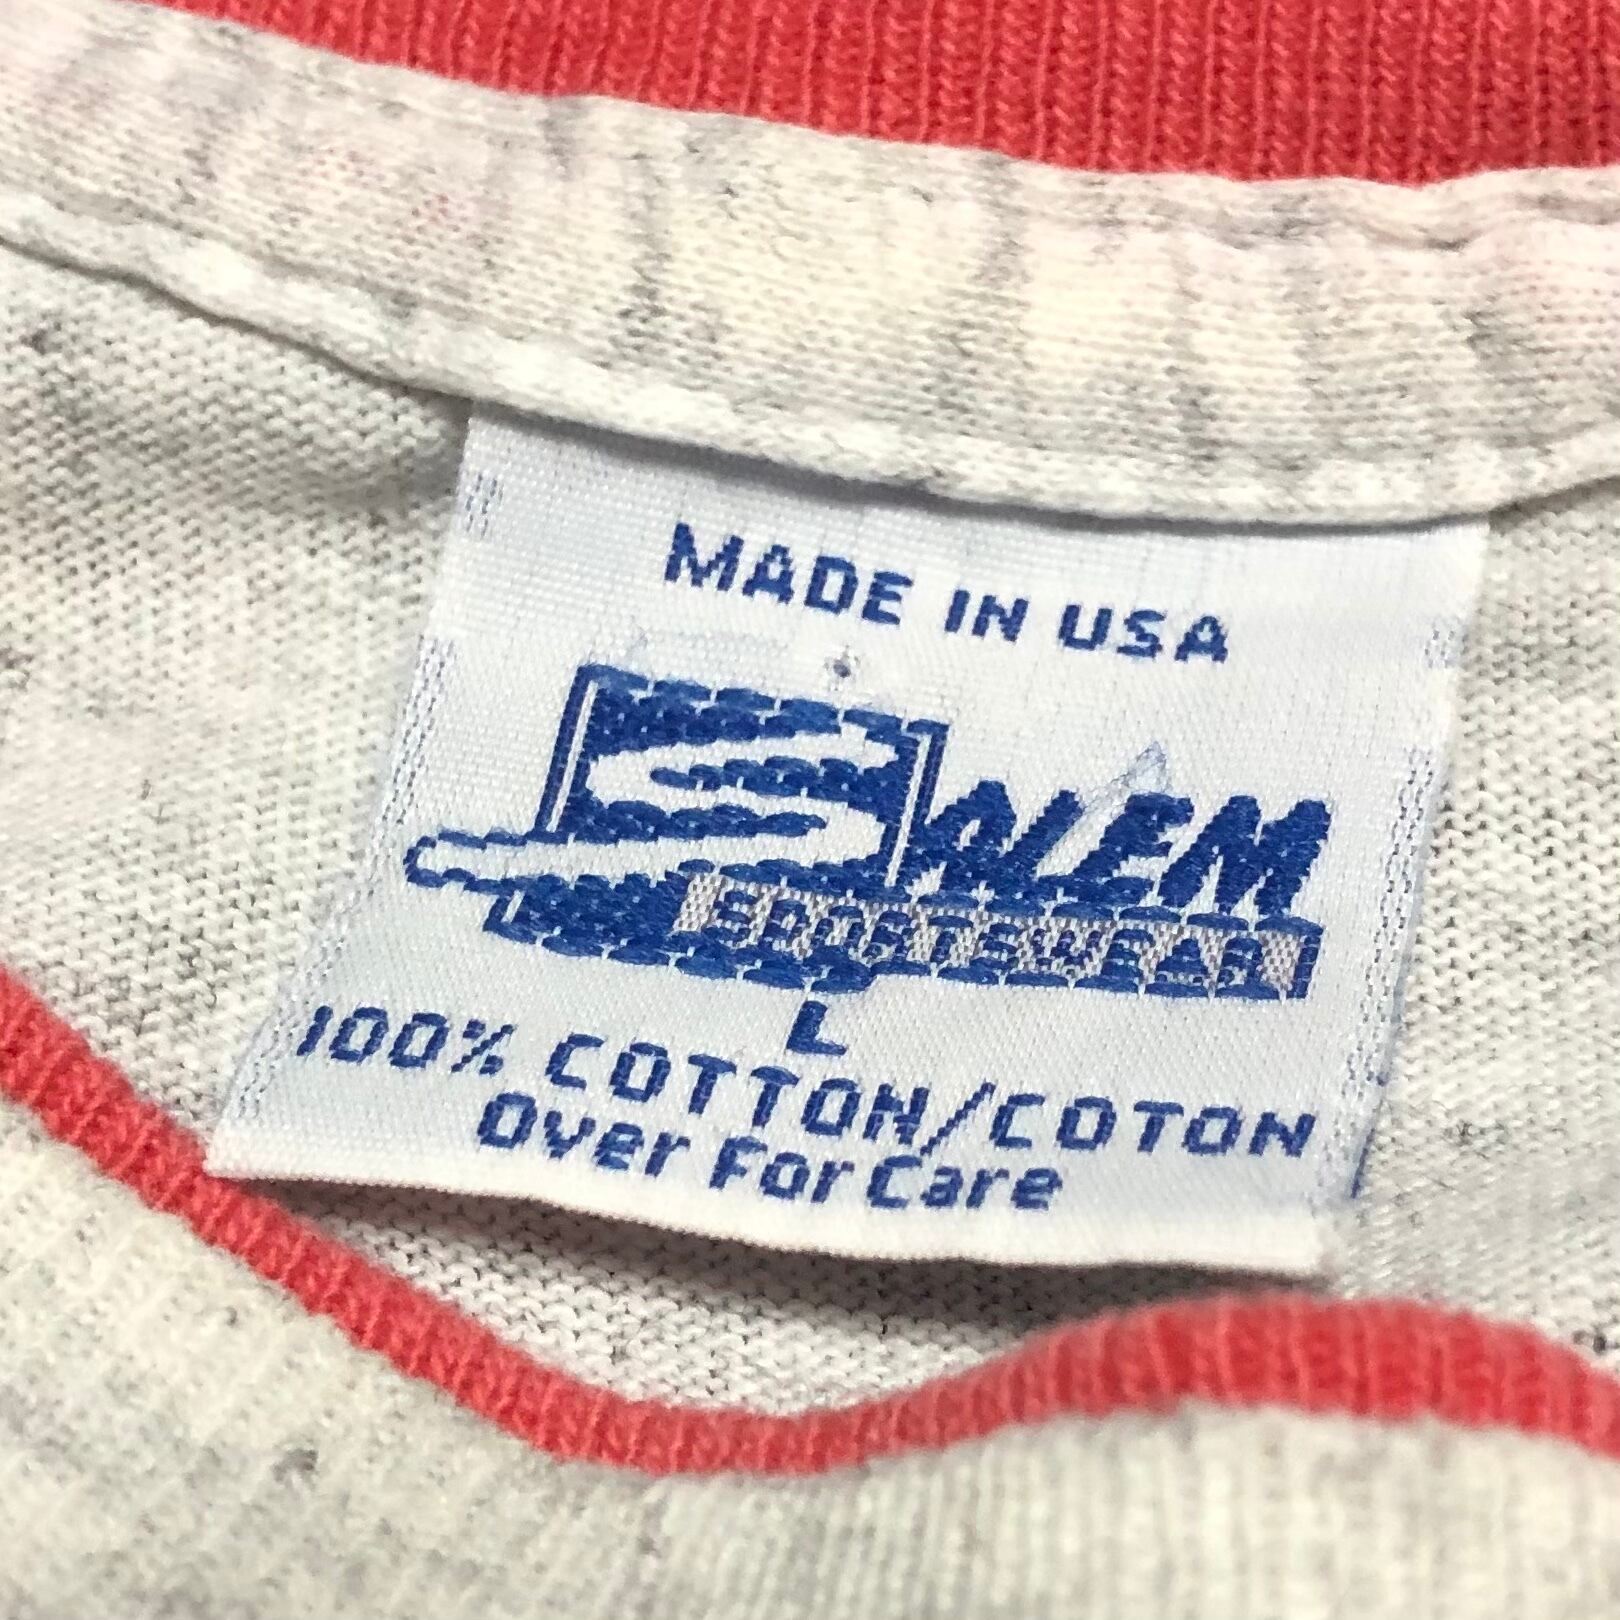 MADE IN USA
SALEM
SPORTSWEAR
L
100% COTTON/COTON
Over For Care